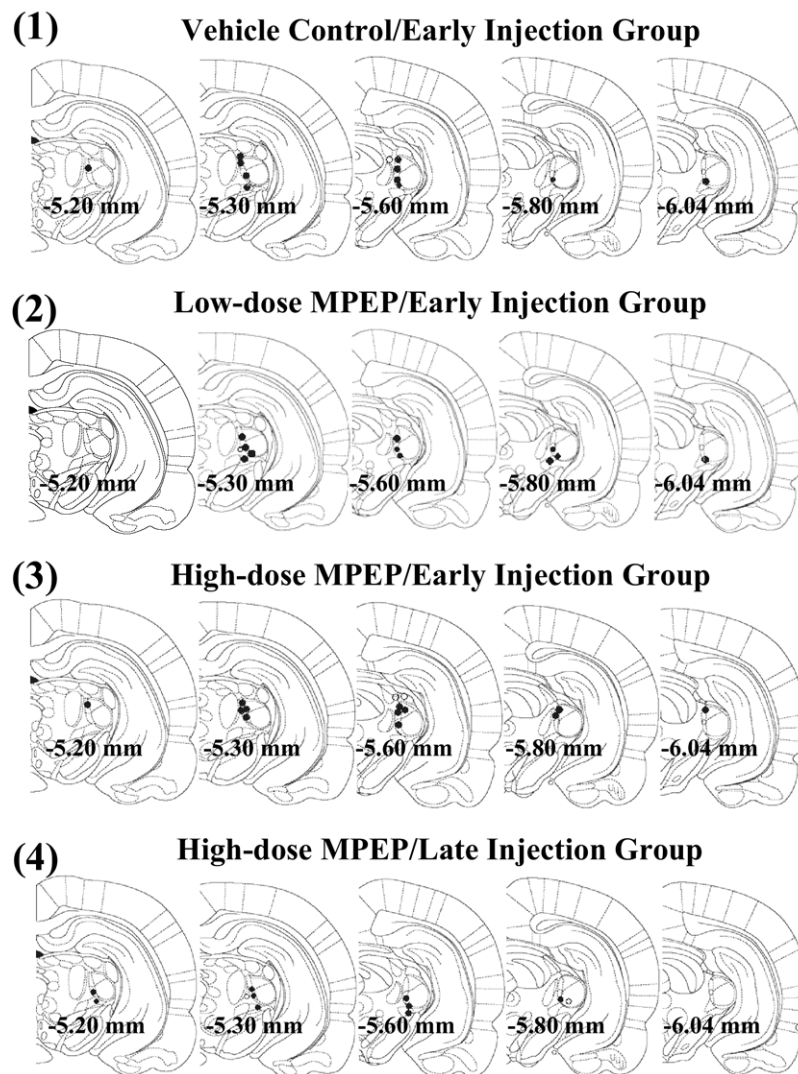 (1) Vehicle Control/Early Injection Group
-5.20 mm -5.30 mm -5.60 mm -5.80 mm -6.04 mm
(2) Low-dose MPEP/Early Injection Group
-5.20 mm -5.30 mm -5.60 mm -5.80 mm -6.04 mm
(3) High-dose MPEP/Early Injection Group
-5.20 mm -5.30 mm -5.60 mm -5.80 mm -6.04 mm
(4) High-dose MPEP/Late Injection Group
-5.20 mm -5.30 mm -5.60 mm -5.80 mm -6.04 mm